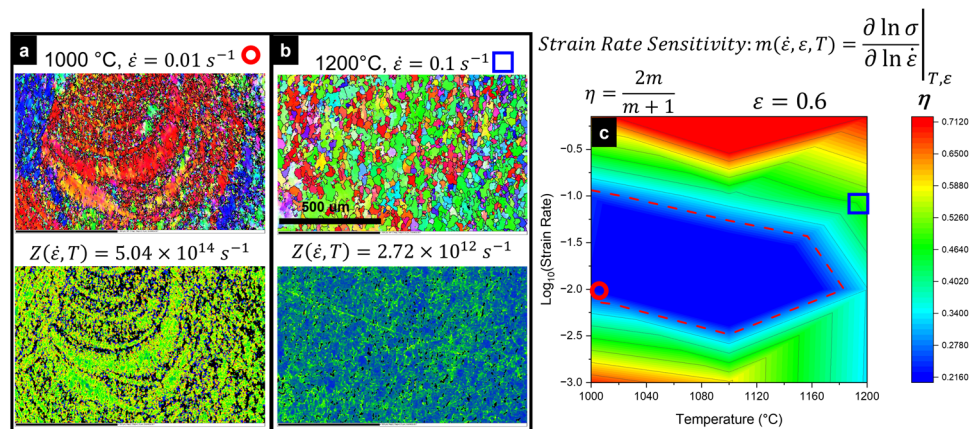 a
1000 °C, ε̇ = 0.01 s⁻¹
Z(ε̇, T) = 5.04 × 10¹⁴ s⁻¹
b
1200°C, ε̇ = 0.1 s⁻¹
500 um
Z(ε̇, T) = 2.72 × 10¹² s⁻¹
Strain Rate Sensitivity: m(ε̇, ε, T) = ∂ ln σ / ∂ ln ε̇ |T,ε
η = 2m / m + 1
ε = 0.6
η
c
Log₁₀(Strain Rate)
-0.5
-1.0
-1.5
-2.0
-2.5
-3.0
1000
1040
1080
1120
1160
1200
Temperature (°C)
0.7120
0.6500
0.5880
0.5260
0.4640
0.4020
0.3400
0.2780
0.2160